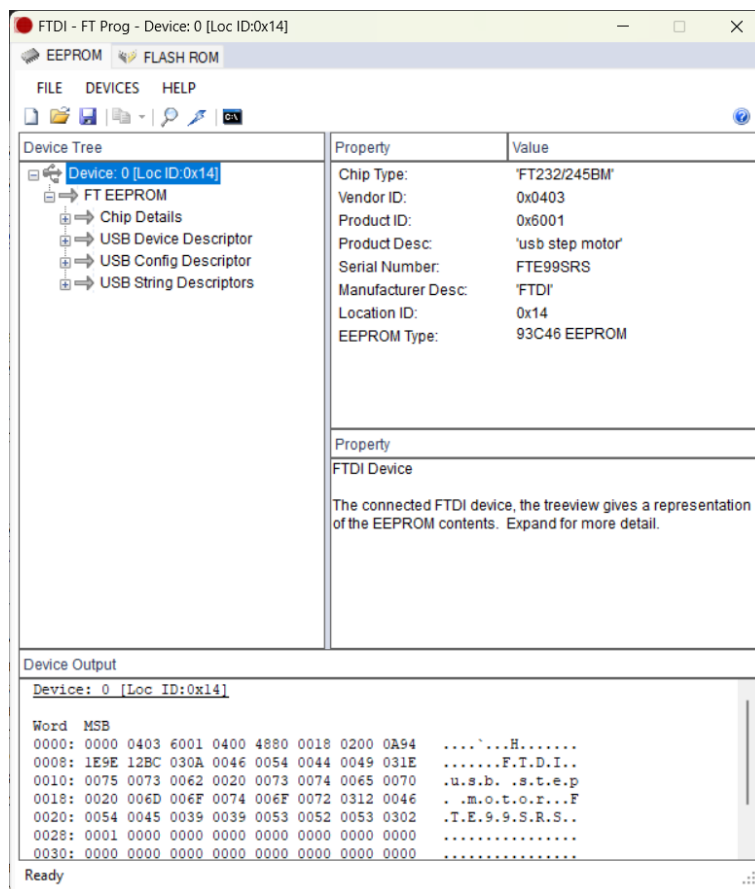 FTDI - FT Prog - Device: 0 [Loc ID:0x14]
EEPROM FLASH ROM
FILE DEVICES HELP
C:\
Device Tree
Device: 0 [Loc ID:0x14]
FT EEPROM
Chip Details
USB Device Descriptor
USB Config Descriptor
USB String Descriptors
Property Value
Chip Type: 'FT232/245BM'
Vendor ID: 0x0403
Product ID: 0x6001
Product Desc: 'usb step motor'
Serial Number: FTE99SRS
Manufacturer Desc: 'FTDI'
Location ID: 0x14
EEPROM Type: 93C46 EEPROM
Property
FTDI Device
The connected FTDI device, the treeview gives a representation
of the EEPROM contents. Expand for more detail.
Device Output
Device: 0 [Loc ID:0x14]
Word MSB
0000: 0000 0403 6001 0400 4880 0018 0200 0A94 ....`...H.......
0008: 1E9E 12BC 030A 0046 0054 0044 0049 031E .......F.T.D.I..
0010: 0075 0073 0062 0020 0073 0074 0065 0070 .u.s.b. .s.t.e.p
0018: 0020 006D 006F 0074 006F 0072 0312 0046 . .m.o.t.o.r...F
0020: 0054 0045 0039 0039 0053 0052 0053 0302 .T.E.9.9.S.R.S..
0028: 0001 0000 0000 0000 0000 0000 0000 0000 ................
0030: 0000 0000 0000 0000 0000 0000 0000 0000 ................
Ready